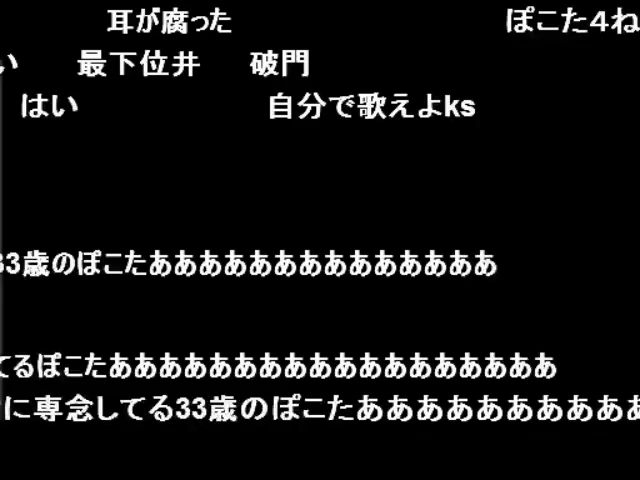 耳が腐った ぽこた４ね
い 最下位井 破門
はい 自分で歌えよks
33歳のぽこたああああああああああああああ
てるぽこたああああああああああああああああああ
に専念してる33歳のぽこたああああああああああ